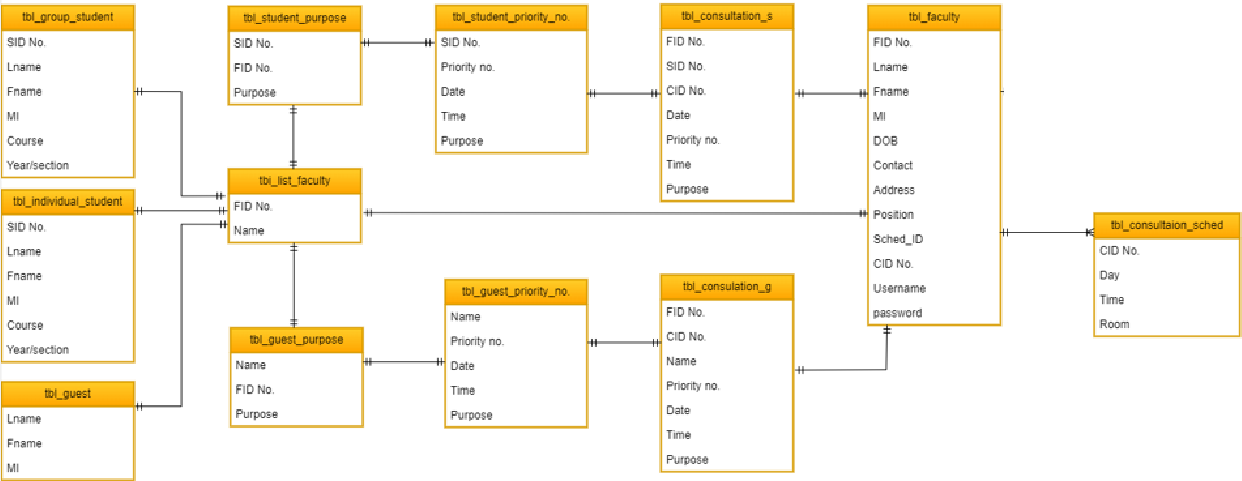 tbl_group_student
SID No.
Lname
Fname
MI
Course
Year/section
tbl_individual_student
SID No.
Lname
Fname
MI
Course
Year/section
tbl_guest
Lname
Fname
MI
tbl_student_purpose
SID No.
FID No.
Purpose
tbl_list_faculty
FID No.
Name
tbl_guest_purpose
Name
FID No.
Purpose
tbl_student_priority_no.
SID No.
Priority no.
Date
Time
Purpose
tbl_guest_priority_no.
Name
Priority no.
Date
Time
Purpose
tbl_consultation_s
FID No.
SID No.
CID No.
Date
Priority no.
Time
Purpose
tbl_consulation_g
FID No.
CID No.
Name
Priority no.
Date
Time
Purpose
tbl_faculty
FID No.
Lname
Fname
MI
DOB
Contact
Address
Position
Sched_ID
CID No.
Username
password
tbl_consultaion_sched
CID No.
Day
Time
Room